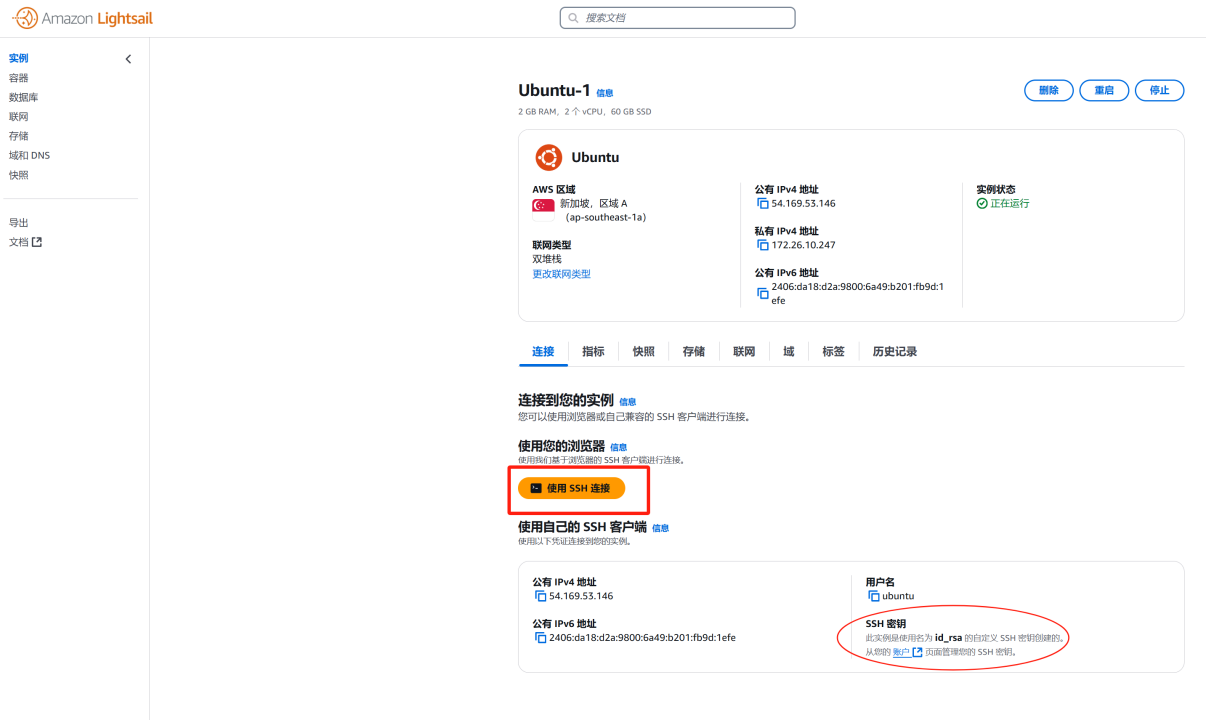 Amazon Lightsail
搜索文档
实例
容器
数据库
联网
存储
域和 DNS
快照
导出
文档
Ubuntu-1 信息
删除 重启 停止
2 GB RAM，2 个 vCPU，60 GB SSD
Ubuntu
AWS 区域
新加坡，区域 A
（ap-southeast-1a）
联网类型
双堆栈
更改联网类型
公有 IPv4 地址
54.169.53.146
私有 IPv4 地址
172.26.10.247
公有 IPv6 地址
2406:da18:d2a:9800:6a49:b201:fb9d:1
efe
实例状态
正在运行
连接 指标 快照 存储 联网 域 标签 历史记录
连接到您的实例 信息
您可以使用浏览器或自己兼容的 SSH 客户端进行连接。
使用您的浏览器 信息
使用我们基于浏览器的 SSH 客户端进行连接。
使用 SSH 连接
使用自己的 SSH 客户端 信息
使用以下凭证连接到您的实例。
公有 IPv4 地址
54.169.53.146
公有 IPv6 地址
2406:da18:d2a:9800:6a49:b201:fb9d:1efe
用户名
ubuntu
SSH 密钥
此实例是使用名为 id_rsa 的自定义 SSH 密钥创建的。
从您的 账户 页面管理您的 SSH 密钥。